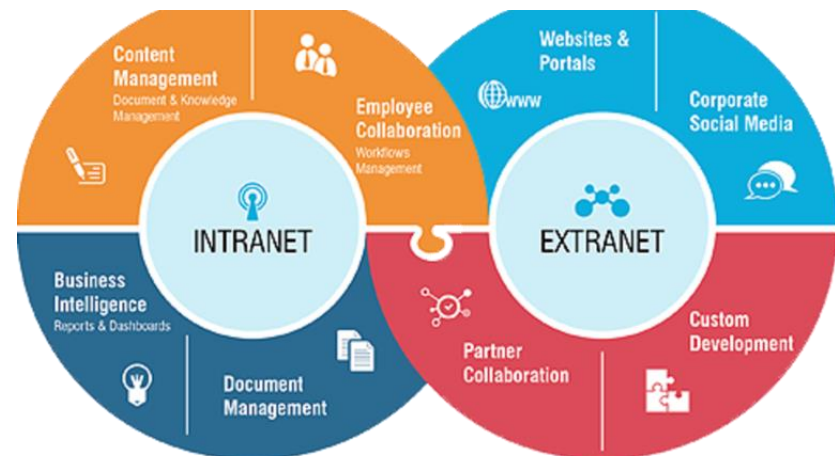 Content
Management
Document & Knowledge
Management
Employee
Collaboration
Workflows
Management
INTRANET
Business
Intelligence
Reports & Dashboards
Document
Management
Websites &
Portals
www
Corporate
Social Media
EXTRANET
Partner
Collaboration
Custom
Development